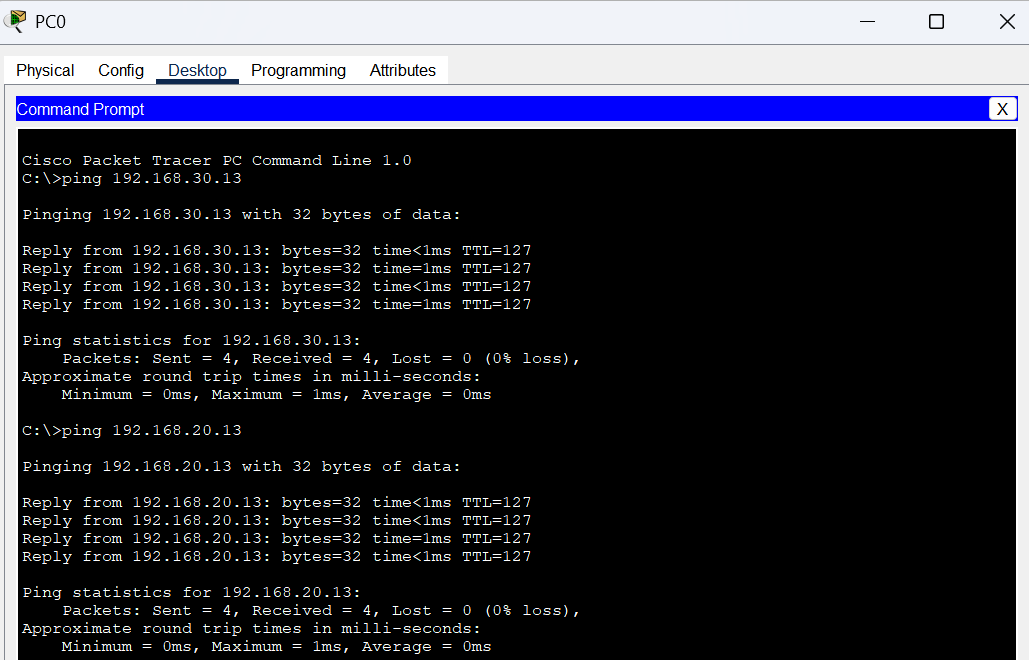 PC0
Physical Config Desktop Programming Attributes
Command Prompt X
Cisco Packet Tracer PC Command Line 1.0
C:\>ping 192.168.30.13
Pinging 192.168.30.13 with 32 bytes of data:
Reply from 192.168.30.13: bytes=32 time<1ms TTL=127
Reply from 192.168.30.13: bytes=32 time=1ms TTL=127
Reply from 192.168.30.13: bytes=32 time<1ms TTL=127
Reply from 192.168.30.13: bytes=32 time=1ms TTL=127
Ping statistics for 192.168.30.13:
    Packets: Sent = 4, Received = 4, Lost = 0 (0% loss),
Approximate round trip times in milli-seconds:
    Minimum = 0ms, Maximum = 1ms, Average = 0ms
C:\>ping 192.168.20.13
Pinging 192.168.20.13 with 32 bytes of data:
Reply from 192.168.20.13: bytes=32 time<1ms TTL=127
Reply from 192.168.20.13: bytes=32 time<1ms TTL=127
Reply from 192.168.20.13: bytes=32 time=1ms TTL=127
Reply from 192.168.20.13: bytes=32 time<1ms TTL=127
Ping statistics for 192.168.20.13:
    Packets: Sent = 4, Received = 4, Lost = 0 (0% loss),
Approximate round trip times in milli-seconds:
    Minimum = 0ms, Maximum = 1ms, Average = 0ms